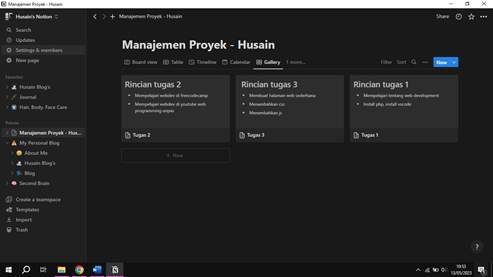 Manajemen Proyek - Husain
Husain's Notion
Manajemen Proyek - Husain
Share
Search
Updates
Settings & members
New page
Favorites
Husain Blog's
Journal
Hair, Body, Face Care
Private
Manajemen Proyek - Hus...
My Personal Blog
About Me
Husain Blog's
Blog
Second Brain
Create a teamspace
Templates
Import
Trash
Manajemen Proyek - Husain
Board view Table Timeline Calendar Gallery 1 more...
Filter Sort New
Rincian tugas 2
Mempelajari webdev di freecodecamp
Mempelajari webdev di youtube web
programming unpas
Tugas 2
Rincian tugas 3
Membuat halaman web sederhana
Menambahkan css
Menambahkan js
Tugas 3
Rincian tugas 1
Mempelajari tentang web development
Install php, install vscode
Tugas 1
+ New
?
10:53
13/05/2023